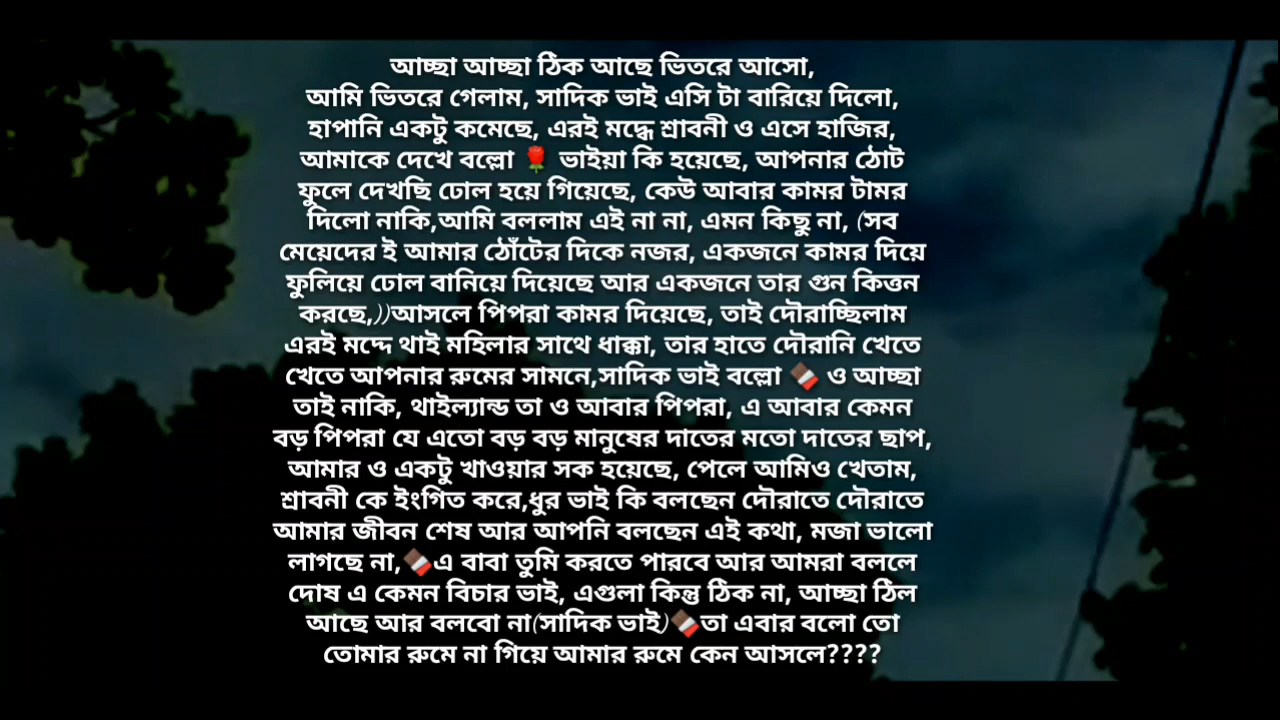 আচ্ছা আচ্ছা ঠিক আছে ভিতরে আসো,
আমি ভিতরে গেলাম, সাদিক ভাই এসি টা বারিয়ে দিলো,
হাপানি একটু কমেছে, এরই মদ্ধে শ্রাবনী ও এসে হাজির,
আমাকে দেখে বল্লো 🌹 ভাইয়া কি হয়েছে, আপনার ঠোট
ফুলে দেখছি ঢোল হয়ে গিয়েছে, কেউ আবার কামর টামর
দিলো নাকি,আমি বললাম এই না না, এমন কিছু না, (সব
মেয়েদের ই আমার ঠোঁটের দিকে নজর, একজনে কামর দিয়ে
ফুলিয়ে ঢোল বানিয়ে দিয়েছে আর একজনে তার গুন কিত্তন
করছে,))আসলে পিপরা কামর দিয়েছে, তাই দৌরাচ্ছিলাম
এরই মদ্দে থাই মহিলার সাথে ধাক্কা, তার হাতে দৌরানি খেতে
খেতে আপনার রুমের সামনে,সাদিক ভাই বল্লো 🍫 ও আচ্ছা
তাই নাকি, থাইল্যান্ড তা ও আবার পিপরা, এ আবার কেমন
বড় পিপরা যে এতো বড় বড় মানুষের দাতের মতো দাতের ছাপ,
আমার ও একটু খাওয়ার সক হয়েছে, পেলে আমিও খেতাম,
শ্রাবনী কে ইংগিত করে,ধুর ভাই কি বলছেন দৌরাতে দৌরাতে
আমার জীবন শেষ আর আপনি বলছেন এই কথা, মজা ভালো
লাগছে না,🍫এ বাবা তুমি করতে পারবে আর আমরা বললে
দোষ এ কেমন বিচার ভাই, এগুলা কিন্তু ঠিক না, আচ্ছা ঠিল
আছে আর বলবো না(সাদিক ভাই)🍫তা এবার বলো তো
তোমার রুমে না গিয়ে আমার রুমে কেন আসলে????